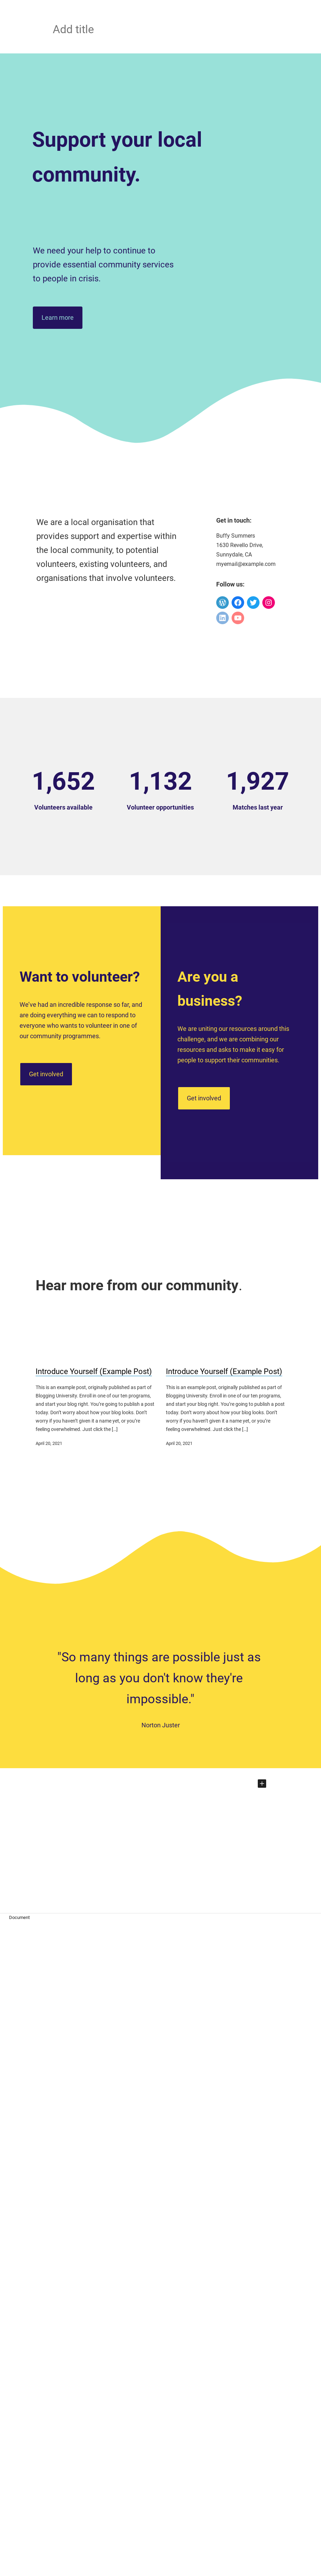 Add title
Support your local
community.
We need your help to continue to
provide essential community services
to people in crisis.
Learn more
We are a local organisation that
provides support and expertise within
the local community, to potential
volunteers, existing volunteers, and
organisations that involve volunteers.
Get in touch:
Buffy Summers
1630 Revello Drive,
Sunnydale, CA
myemail@example.com
Follow us:
1,652
Volunteers available
1,132
Volunteer opportunities
1,927
Matches last year
Want to volunteer?
We've had an incredible response so far, and
are doing everything we can to respond to
everyone who wants to volunteer in one of
our community programmes.
Get involved
Are you a
business?
We are uniting our resources around this
challenge, and we are combining our
resources and asks to make it easy for
people to support their communities.
Get involved
Hear more from our community.
Introduce Yourself (Example Post)
This is an example post, originally published as part of
Blogging University. Enroll in one of our ten programs,
and start your blog right. You're going to publish a post
today. Don't worry about how your blog looks. Don't
worry if you haven't given it a name yet, or you're
feeling overwhelmed. Just click the […]
April 20, 2021
Introduce Yourself (Example Post)
This is an example post, originally published as part of
Blogging University. Enroll in one of our ten programs,
and start your blog right. You're going to publish a post
today. Don't worry about how your blog looks. Don't
worry if you haven't given it a name yet, or you're
feeling overwhelmed. Just click the […]
April 20, 2021
"So many things are possible just as
long as you don't know they're
impossible."
Norton Juster
Document